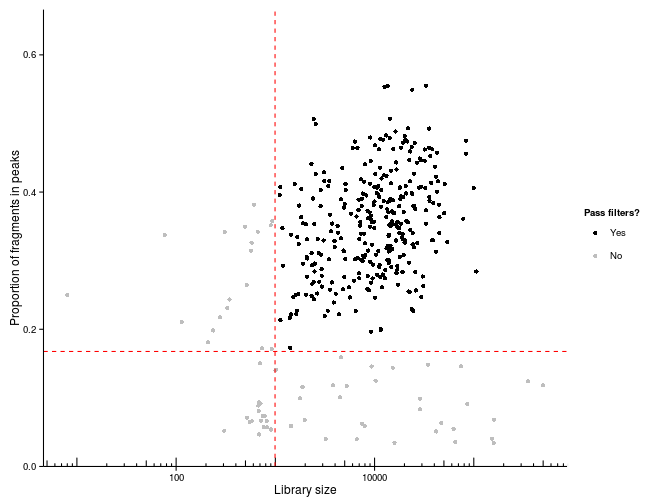 0.6
0.4
0.2
0.0
Proportion of fragments in peaks
100
10000
Library size
Pass filters?
Yes
No